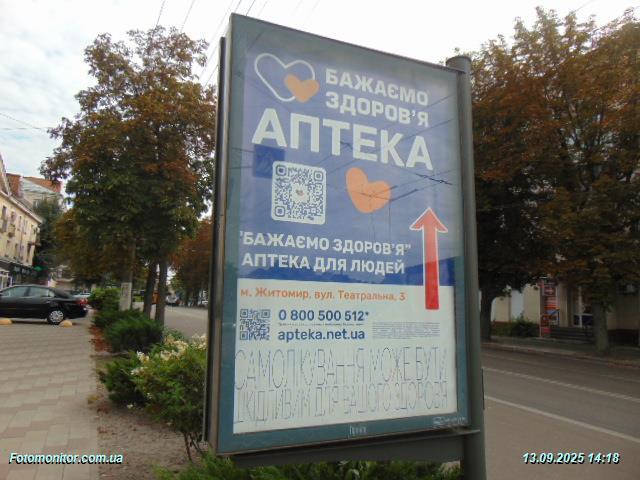 БАЖАЄМО
ЗДОРОВ'Я
АПТЕКА
"БАЖАЄМО ЗДОРОВ'Я"
АПТЕКА ДЛЯ ЛЮДЕЙ
м. Житомир, вул. Театральна, 3
0 800 500 512*
apteka.net.ua
САМОЛІКУВАННЯ МОЖЕ БУТИ
ШКІДЛИВИМ ДЛЯ ВАШОГО ЗДОРОВ'Я
Fotomonitor.com.ua
13.09.2025 14:18